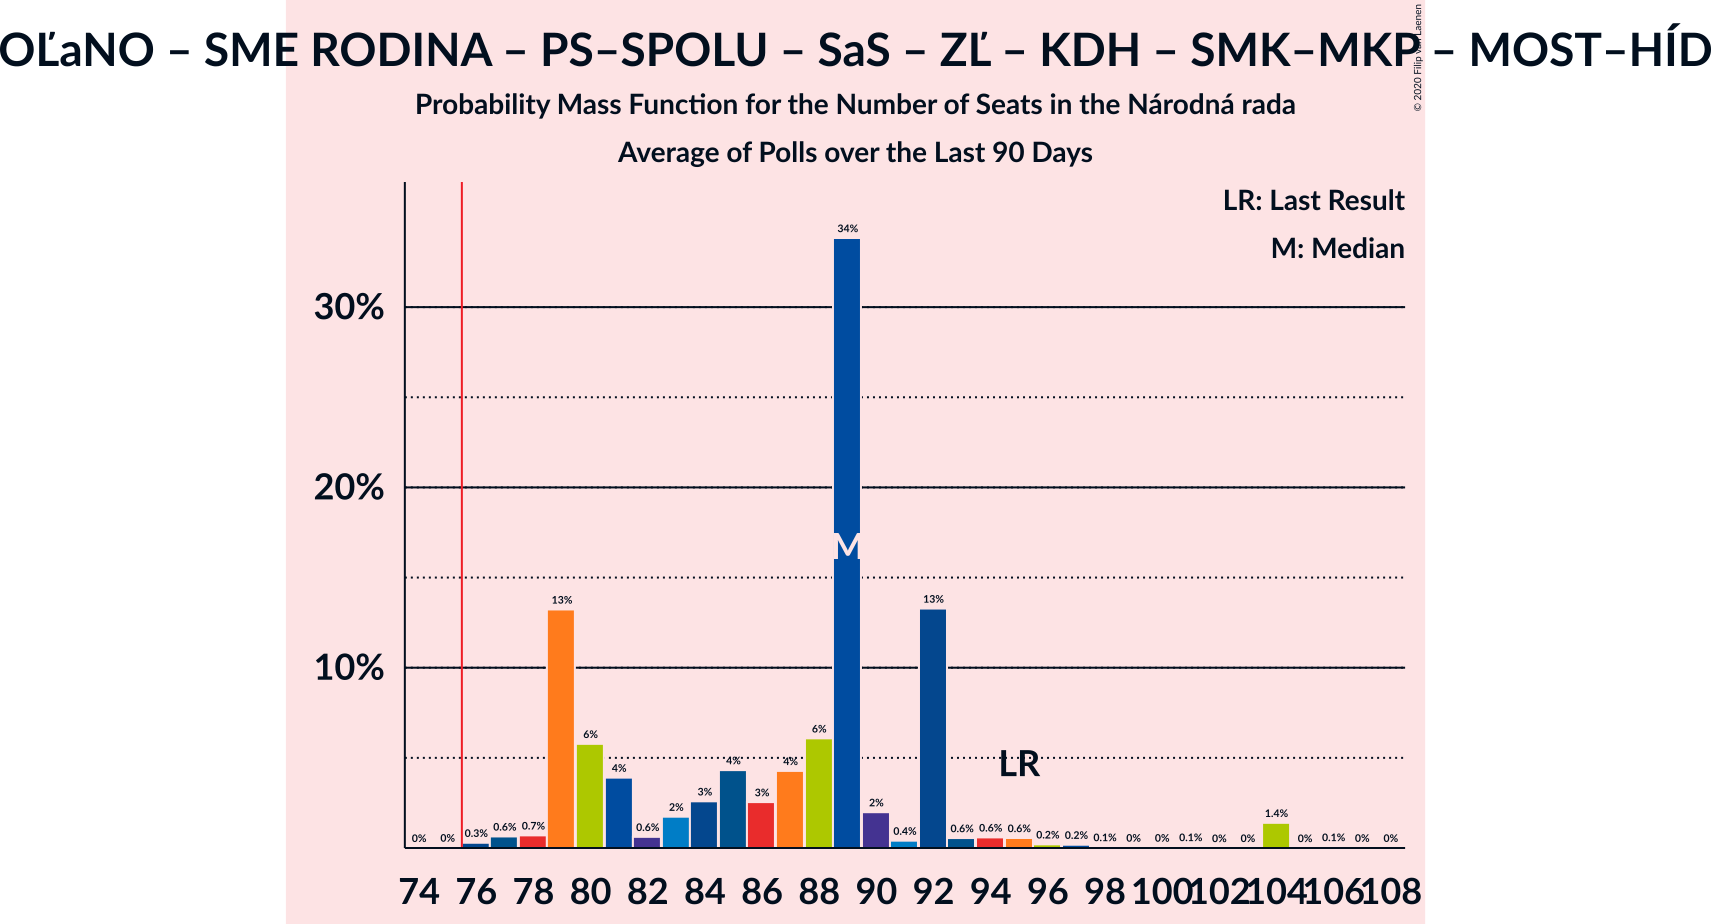 OĽaNO – SME RODINA – PS–SPOLU – SaS – ZĽ – KDH – SMK–MKP – MOST–HÍD
Probability Mass Function for the Number of Seats in the Národná rada
Average of Polls over the Last 90 Days
© 2020 Filip van Laenen
LR: Last Result
M: Median
30%
20%
10%
0% 0% 0.3% 0.6% 0.7% 13% 6% 4% 0.6% 2% 3% 4% 3% 4% 6% 34% 2% 0.4% 13% 0.6% 0.6% 0.6% 0.2% 0.2% 0.1% 0% 0% 0.1% 0% 0% 1.4% 0% 0.1% 0% 0%
M
LR
74 76 78 80 82 84 86 88 90 92 94 96 98 100 102 104 106 108